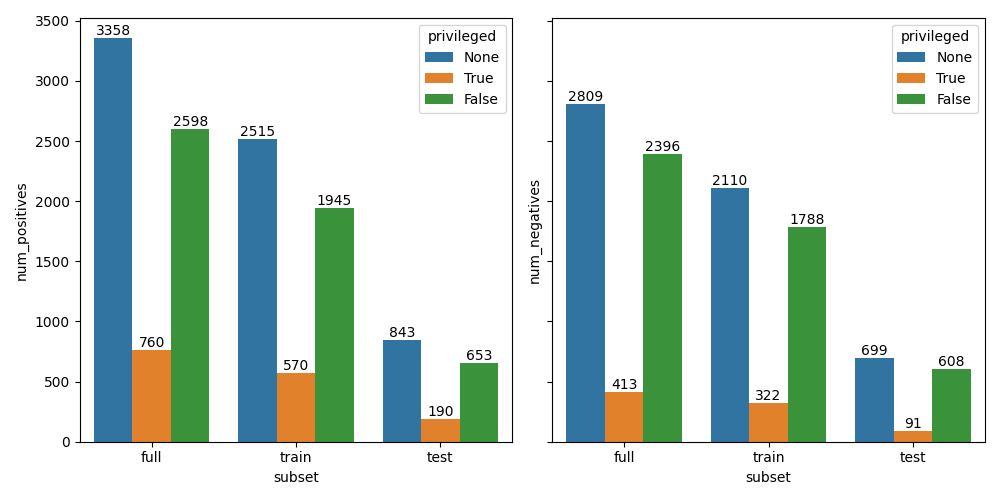 3500
3000
2500
2000
1500
1000
500
0
num_positives
3358
760
2598
2515
570
1945
843
190
653
privileged
None
True
False
full
train
test
subset
num_negatives
2809
413
2396
2110
322
1788
699
91
608
privileged
None
True
False
full
train
test
subset